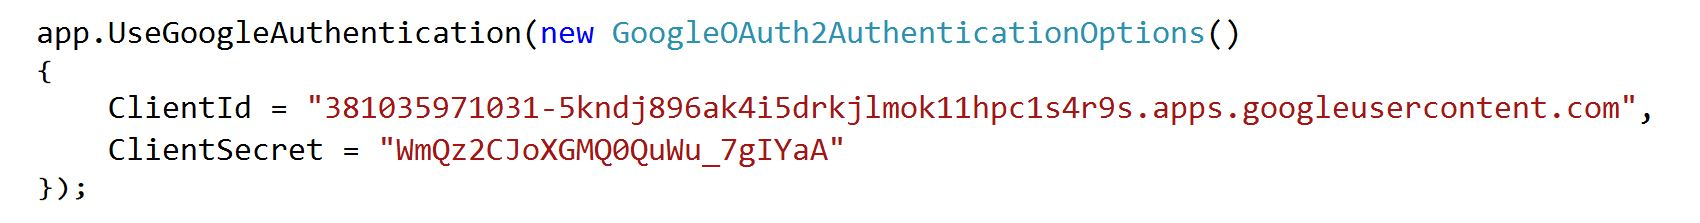 app.UseGoogleAuthentication(new GoogleOAuth2AuthenticationOptions()
{
    ClientId = "381035971031-5kndj896ak4i5drkjlmok11hpc1s4r9s.apps.googleusercontent.com",
    ClientSecret = "WmQz2CJoXGMQ0QuWu_7gIYaA"
});